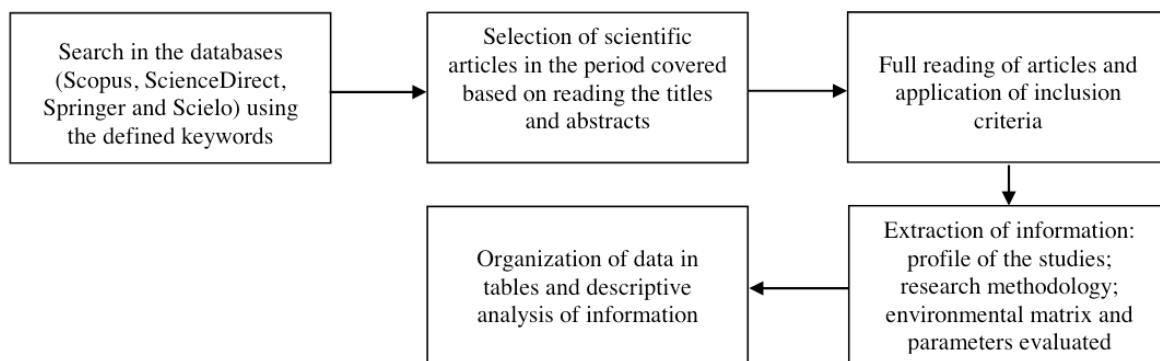 Search in the databases
(Scopus, ScienceDirect,
Springer and Scielo) using
the defined keywords
Selection of scientific
articles in the period covered
based on reading the titles
and abstracts
Full reading of articles and
application of inclusion
criteria
Extraction of information:
profile of the studies;
research methodology;
environmental matrix and
parameters evaluated
Organization of data in
tables and descriptive
analysis of information